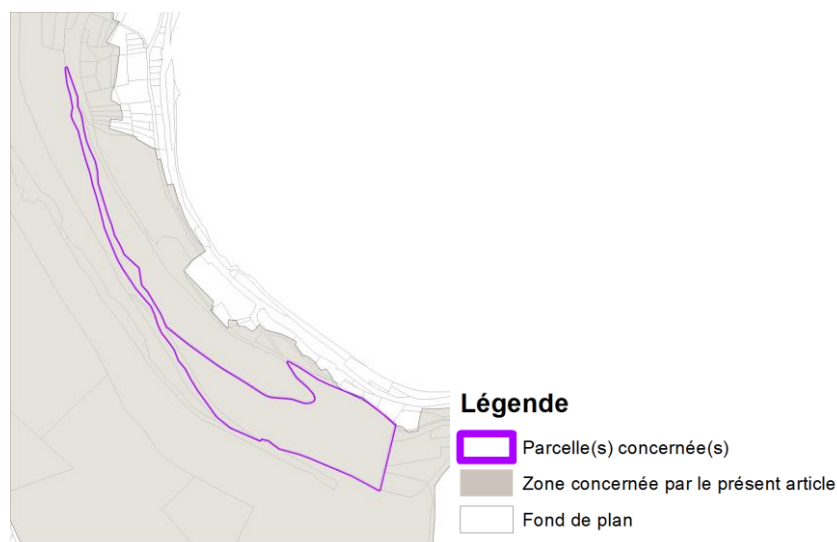 Légende
Parcelle(s) concernée(s)
Zone concernée par le présent article
Fond de plan